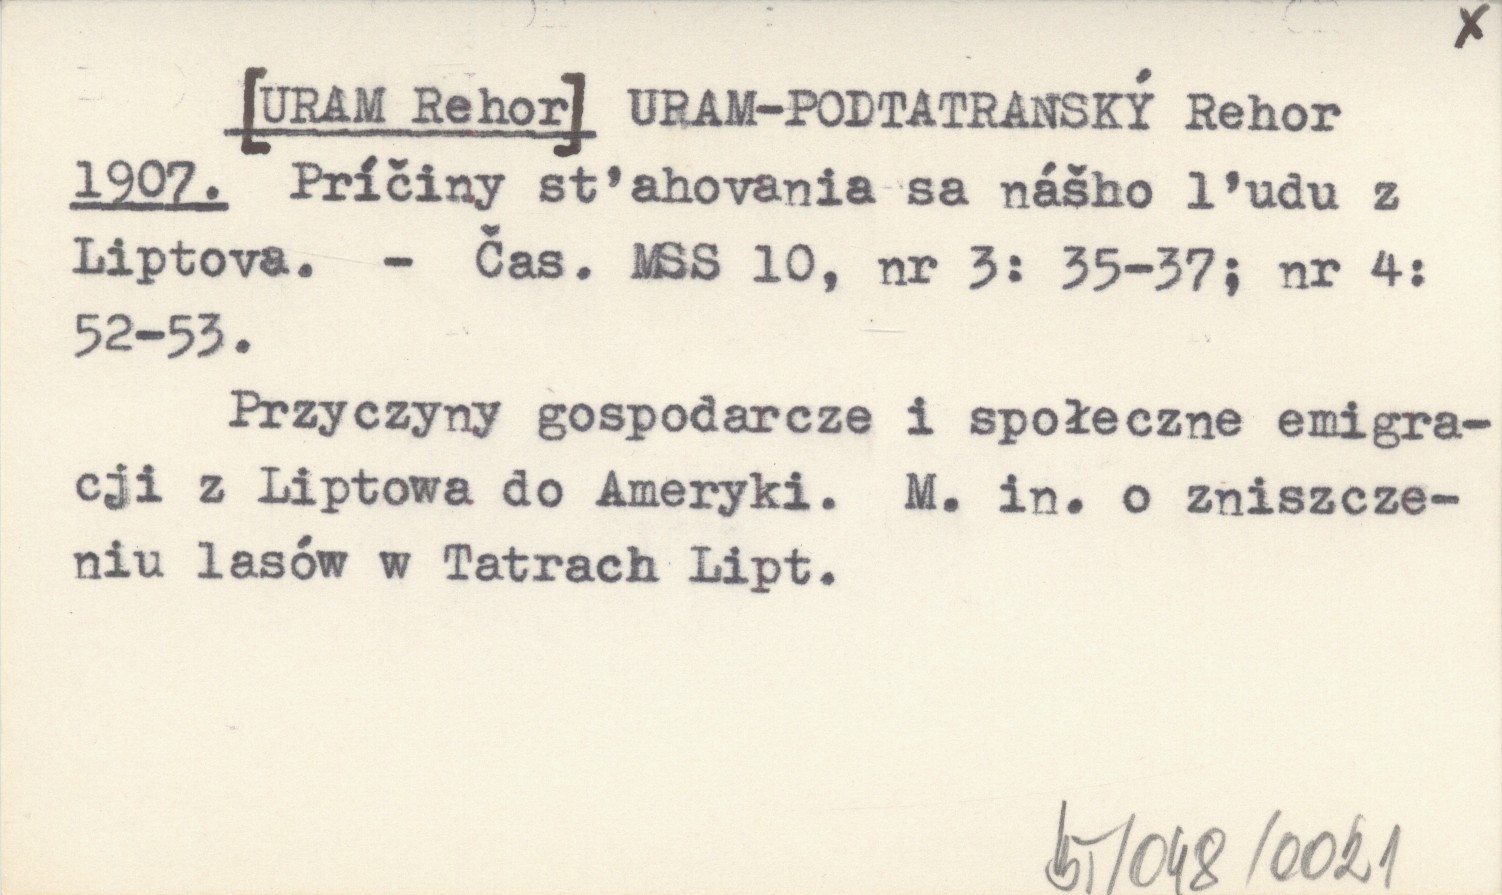 x
[URAM Rehor] URAM-PODTATRANSKÝ Rehor
1907. Príčiny st'ahovania sa nášho l'udu z
Liptova. - Čas. MSS 10, nr 3: 35-37; nr 4:
52-53.
Przyczyny gospodarcze i społeczne emigra-
cji z Liptowa do Ameryki. M. in. o zniszcze-
niu lasów w Tatrach Lipt.
/048/0021